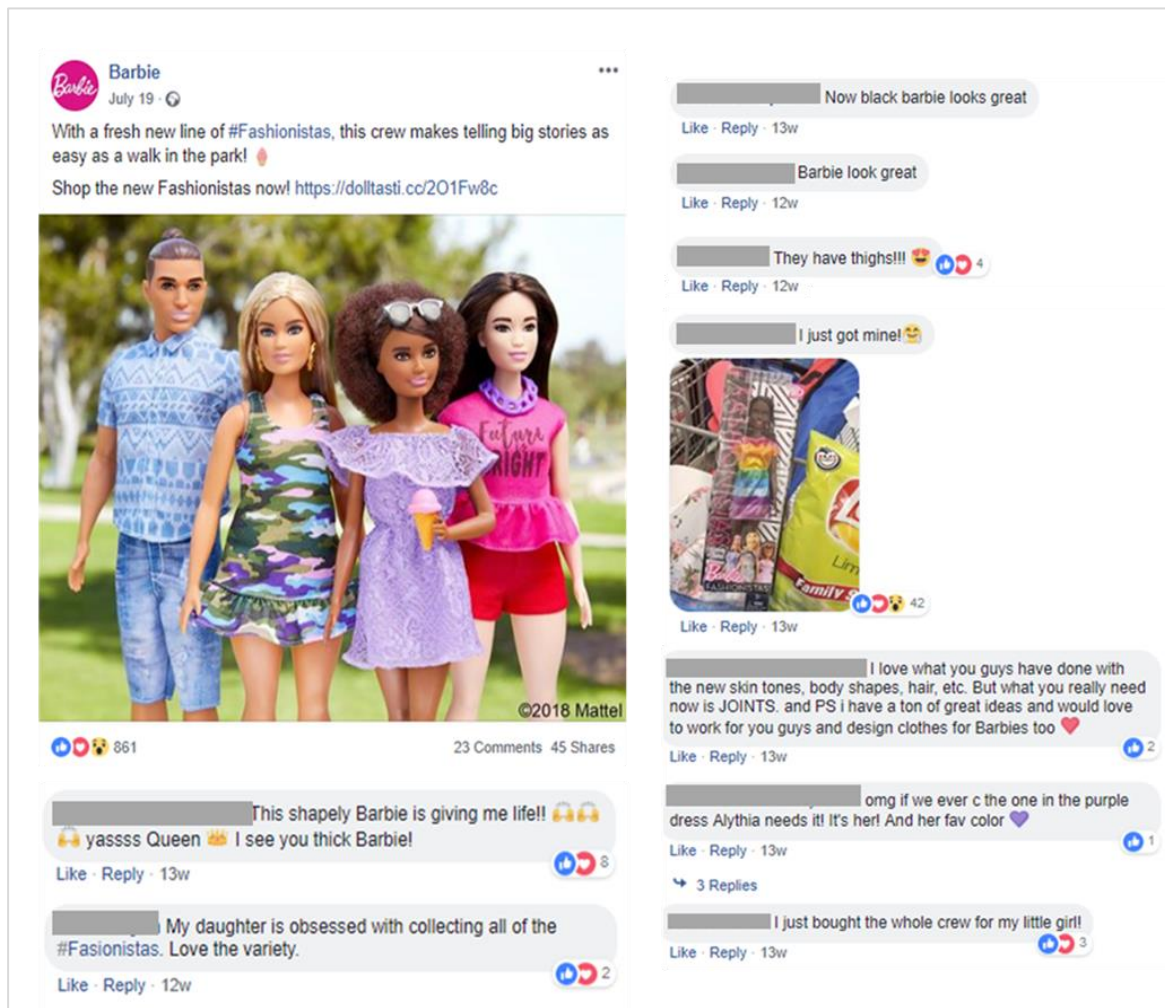 Barbie
Barbie
July 19 ·
With a fresh new line of #Fashionistas, this crew makes telling big stories as
easy as a walk in the park! 🍦
Shop the new Fashionistas now! https://dolltasti.cc/2O1Fw8c
Future
BRIGHT
©2018 Mattel
861
23 Comments 45 Shares
This shapely Barbie is giving me life!! 🙌🙌
🙌 yassss Queen 👑 I see you thick Barbie!
8
Like · Reply · 13w
My daughter is obsessed with collecting all of the
#Fasionistas. Love the variety.
2
Like · Reply · 12w
Now black barbie looks great
Like · Reply · 13w
Barbie look great
Like · Reply · 12w
They have thighs!!! 😍
4
Like · Reply · 12w
I just got mine!🤗
Barbie
FASHIONISTAS
Lim
Family S
42
Like · Reply · 13w
I love what you guys have done with
the new skin tones, body shapes, hair, etc. But what you really need
now is JOINTS. and PS i have a ton of great ideas and would love
to work for you guys and design clothes for Barbies too ❤
2
Like · Reply · 13w
omg if we ever c the one in the purple
dress Alythia needs it! It's her! And her fav color 💜
1
Like · Reply · 13w
3 Replies
I just bought the whole crew for my little girl!
3
Like · Reply · 13w